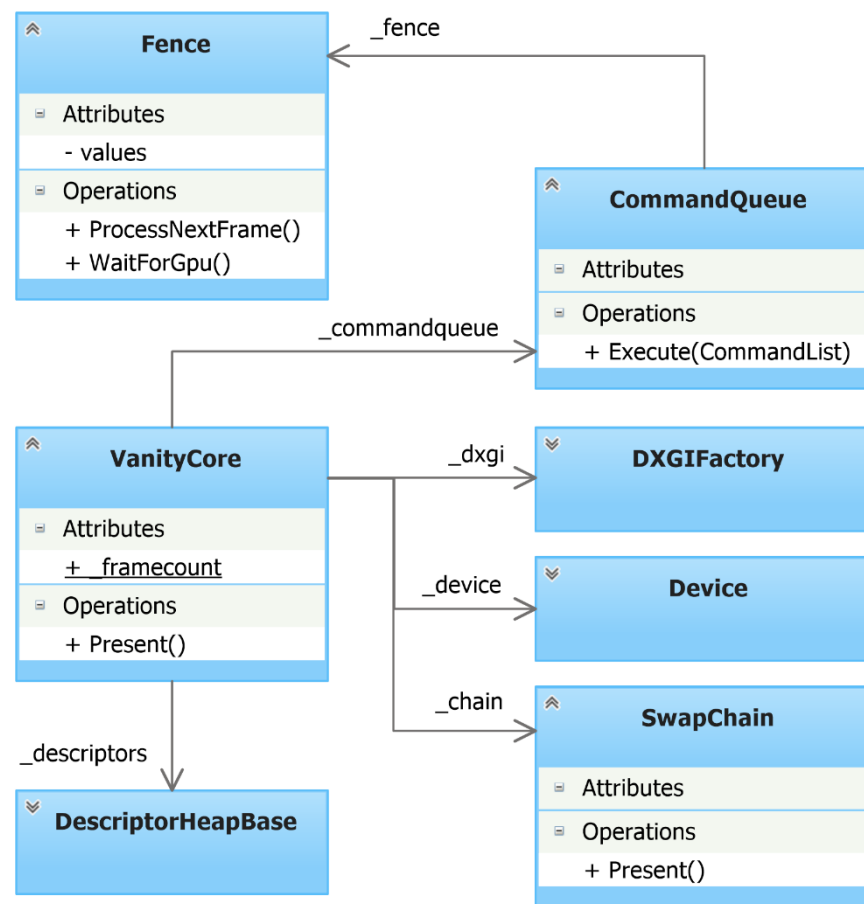 Fence
Attributes
- values
Operations
+ ProcessNextFrame()
+ WaitForGpu()
_fence
CommandQueue
Attributes
Operations
+ Execute(CommandList)
_commandqueue
VanityCore
Attributes
+ _framecount
Operations
+ Present()
_dxgi
DXGIFactory
_device
Device
_chain
SwapChain
Attributes
Operations
+ Present()
_descriptors
DescriptorHeapBase